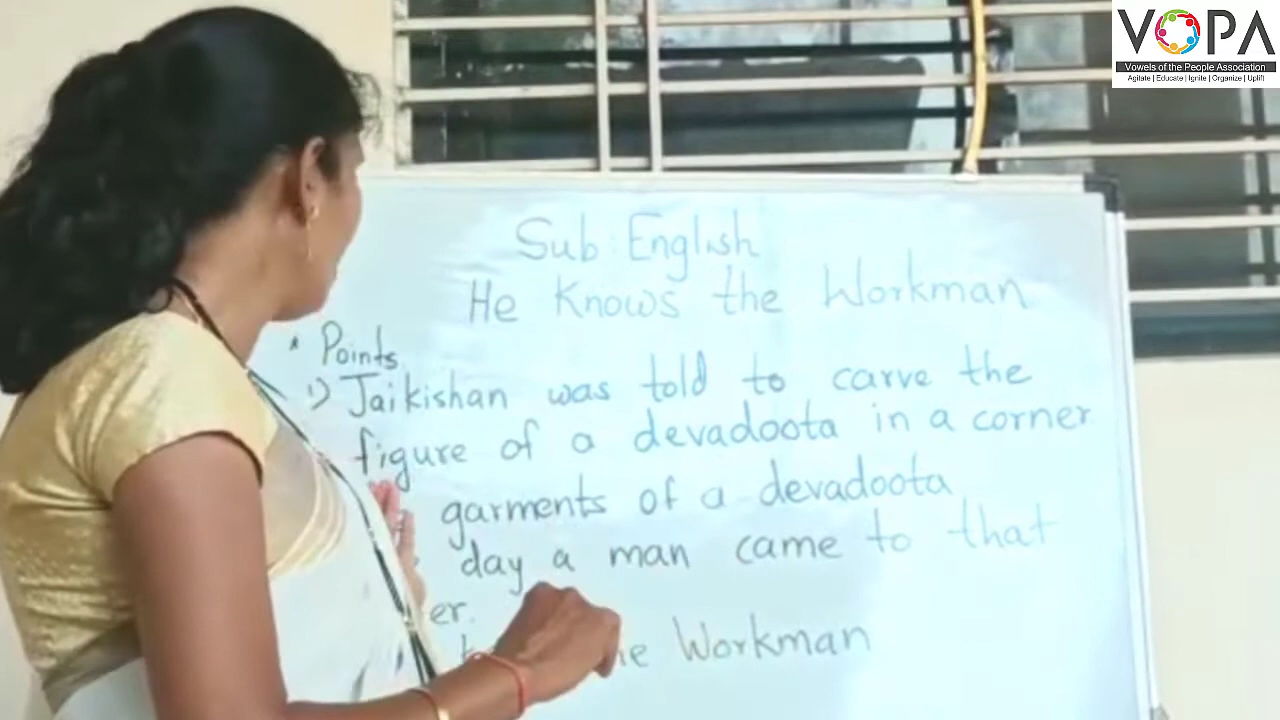 VOPA
Vowels of the People Association
Agitate | Educate | Ignite | Organize | Uplift
Sub : English
He Knows the Workman
* Points
1) Jaikishan was told to carve the
figure of a devadoota in a corner
garments of a devadoota
day a man came to that
er.
Workman